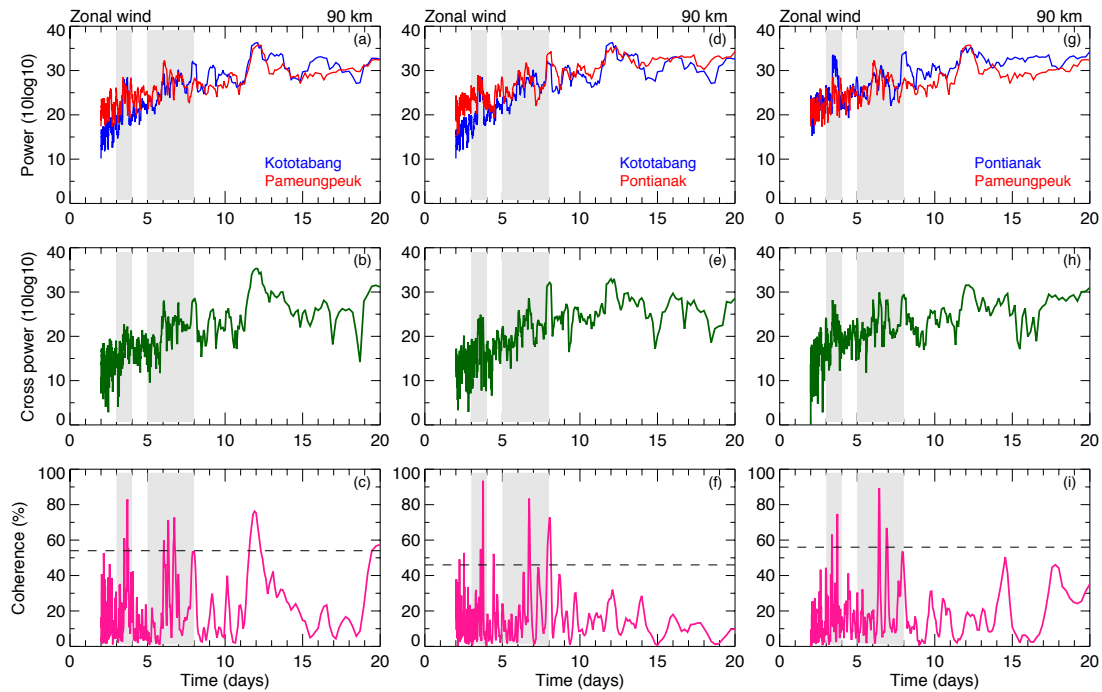 Zonal wind 90 km Zonal wind 90 km Zonal wind 90 km
40 (a) 40 (d) 40 (g)
30 30 30
20 20 20
10 10 10
0 0 0
Power (10log10)
Kototabang Kototabang Pontianak
Pameungpeuk Pontianak Pameungpeuk
0 5 10 15 20 0 5 10 15 20 0 5 10 15 20
40 (b) 40 (e) 40 (h)
30 30 30
20 20 20
10 10 10
0 0 0
Cross power (10log10)
0 5 10 15 20 0 5 10 15 20 0 5 10 15 20
100 (c) 100 (f) 100 (i)
80 80 80
60 60 60
40 40 40
20 20 20
0 0 0
Coherence (%)
0 5 10 15 20 0 5 10 15 20 0 5 10 15 20
Time (days) Time (days) Time (days)